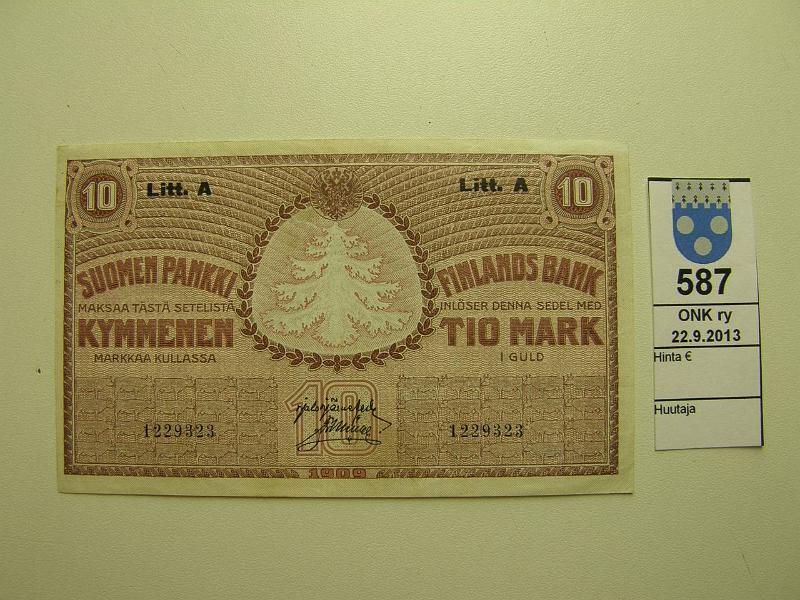 10 Litt. A Litt. A 10
SUOMEN PANKKI
MAKSAA TÄSTÄ SETELISTÄ
KYMMENEN
MARKKAA KULLASSA
FINLANDS BANK
INLÖSER DENNA SEDEL MED
TIO MARK
I GULD
10
1229323 1229323
1909
587
ONK ry
22.9.2013
Hinta €
Huutaja